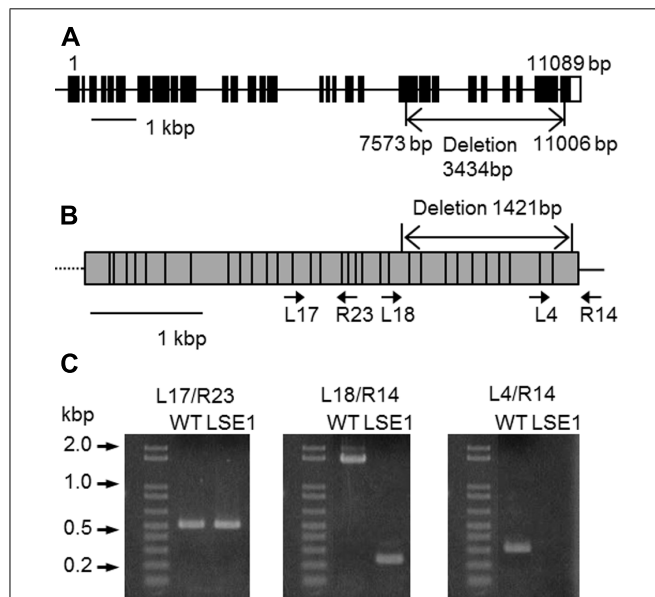 A
1
11089 bp
1 kbp
7573 bp
Deletion
3434bp
11006 bp
B
Deletion 1421bp
L17
R23
L18
L4
R14
1 kbp
C
L17/R23
L18/R14
L4/R14
kbp
WT LSE1
WT LSE1
WT LSE1
2.0
1.0
0.5
0.2